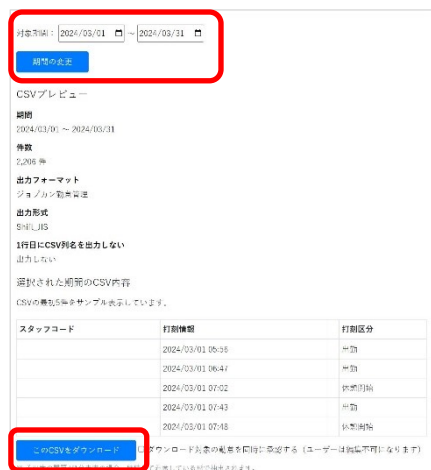 対象期間： 2024/03/01 ~ 2024/03/31
期間の変更
CSVプレビュー
期間
2024/03/01 ～ 2024/03/31
件数
2,206 件
出力フォーマット
ジョブカン勤怠管理
出力形式
Shift_JIS
1行目にCSV列名を出力しない
出力しない
選択された期間のCSV内容
CSVの最初5件をサンプル表示しています。
スタッフコード 打刻情報 打刻区分
2024/03/01 05:56 出勤
2024/03/01 06:47 出勤
2024/03/01 07:02 休憩開始
2024/03/01 07:43 出勤
2024/03/01 07:48 休憩開始
このCSVをダウンロード ダウンロード対象の勤怠を同時に承認する（ユーザーは編集不可になります）